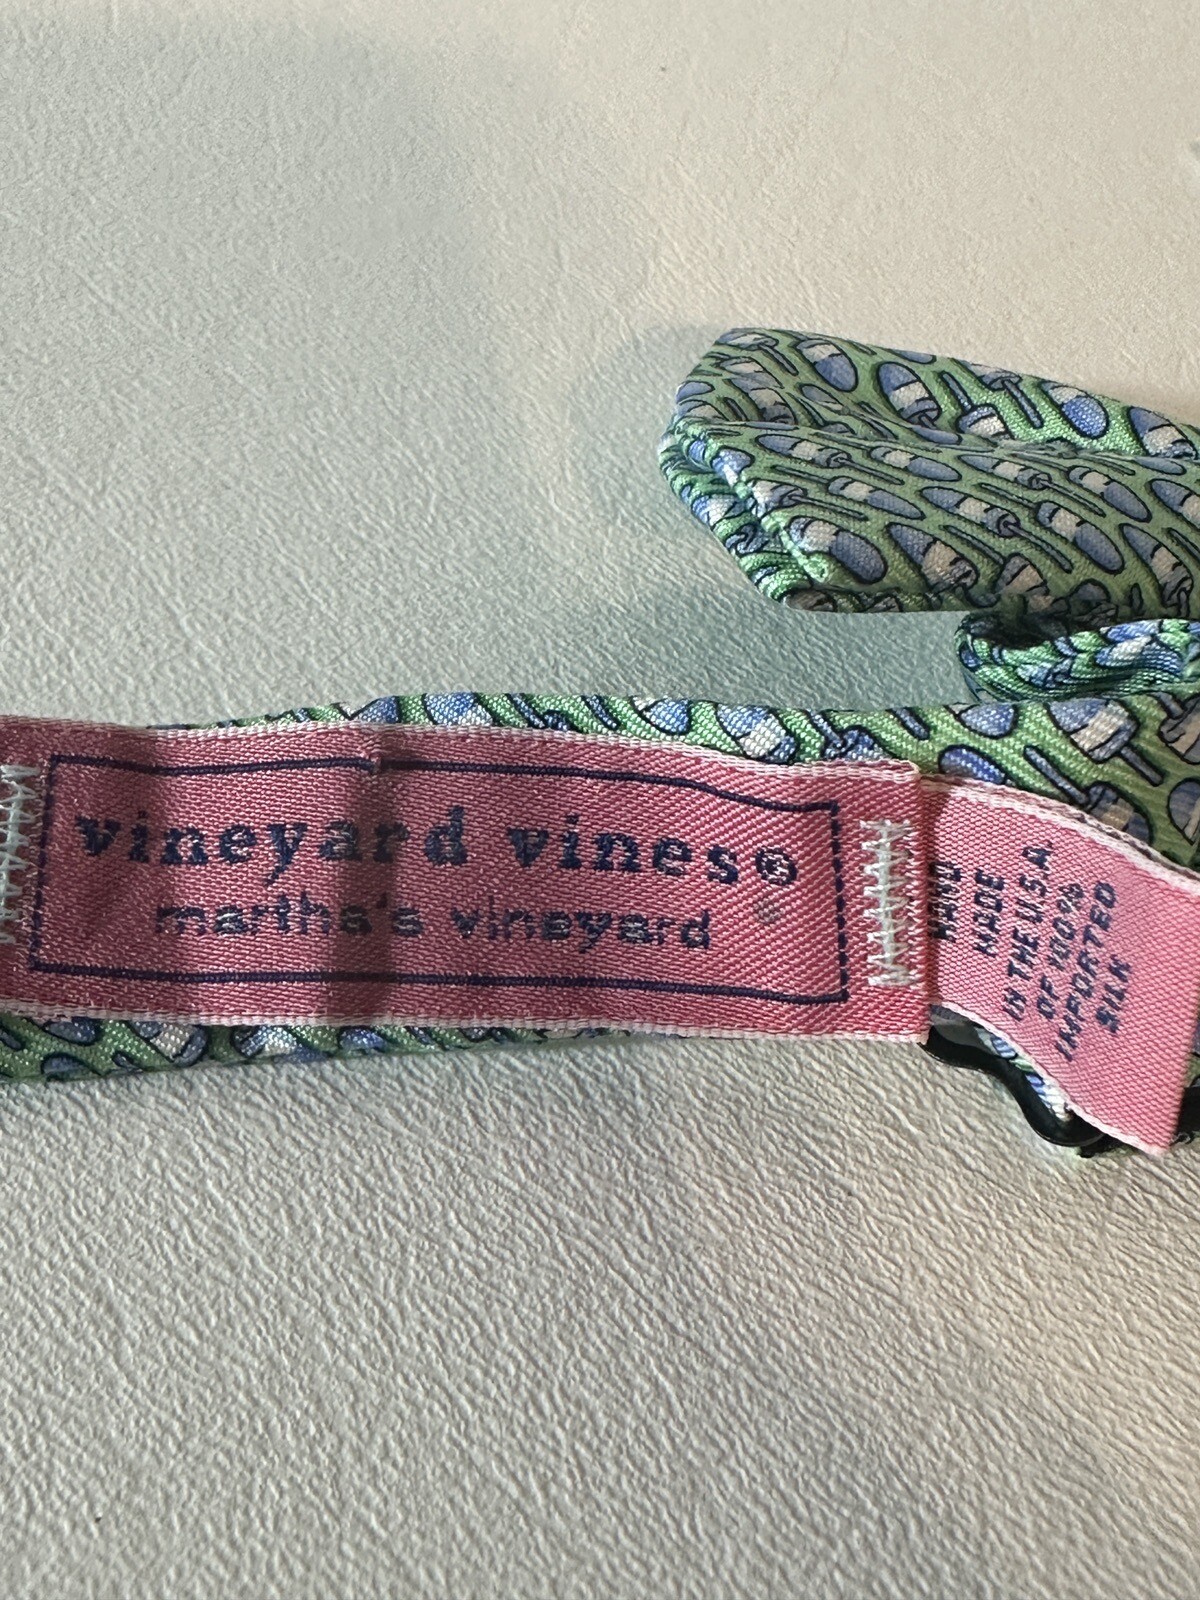 vineyard vines®
martha's vineyard
HAND
MADE
IN THE U.S.A
OF 100%
IMPORTED
SILK